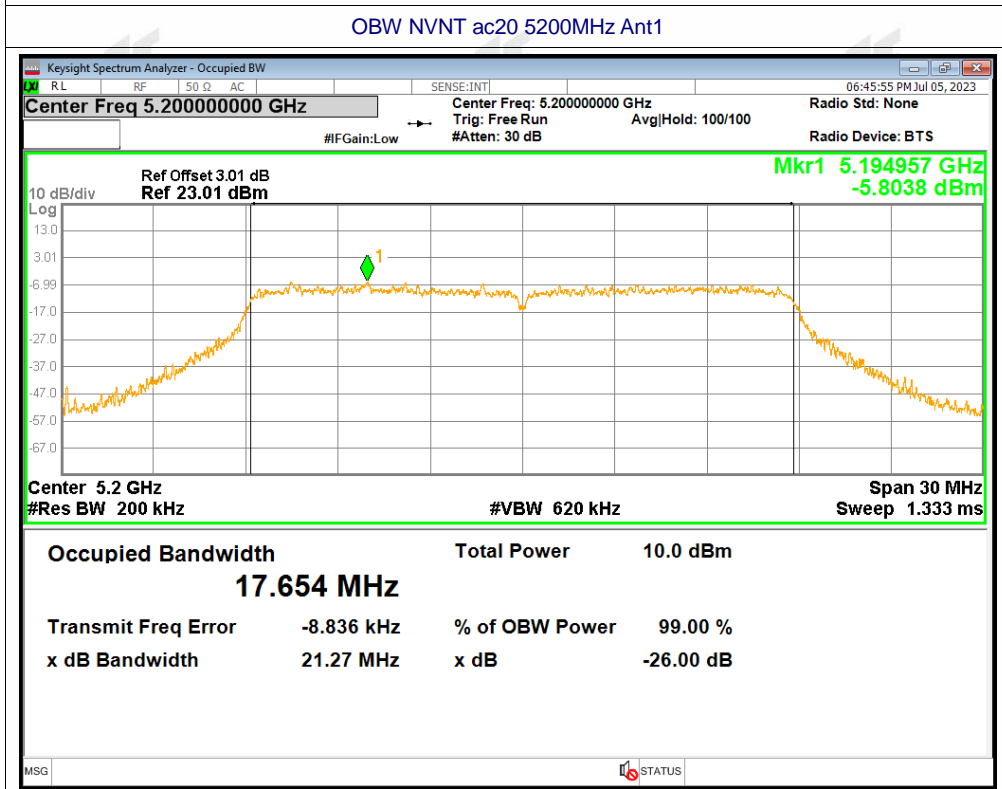 OBW NVNT ac20 5200MHz Ant1
Keysight Spectrum Analyzer - Occupied BW
LXI RL RF 50 Ω AC SENSE:INT 06:45:55 PM Jul 05, 2023
Center Freq 5.200000000 GHz Center Freq: 5.200000000 GHz Radio Std: None
Trig: Free Run Avg|Hold: 100/100
#IFGain:Low #Atten: 30 dB Radio Device: BTS
Mkr1 5.194957 GHz
-5.8038 dBm
Ref Offset 3.01 dB
10 dB/div Ref 23.01 dBm
Log
13.0
3.01
1
-6.99
-17.0
-27.0
-37.0
-47.0
-57.0
-67.0
Center 5.2 GHz Span 30 MHz
#Res BW 200 kHz #VBW 620 kHz Sweep 1.333 ms
Occupied Bandwidth Total Power 10.0 dBm
17.654 MHz
Transmit Freq Error -8.836 kHz % of OBW Power 99.00 %
x dB Bandwidth 21.27 MHz x dB -26.00 dB
MSG STATUS